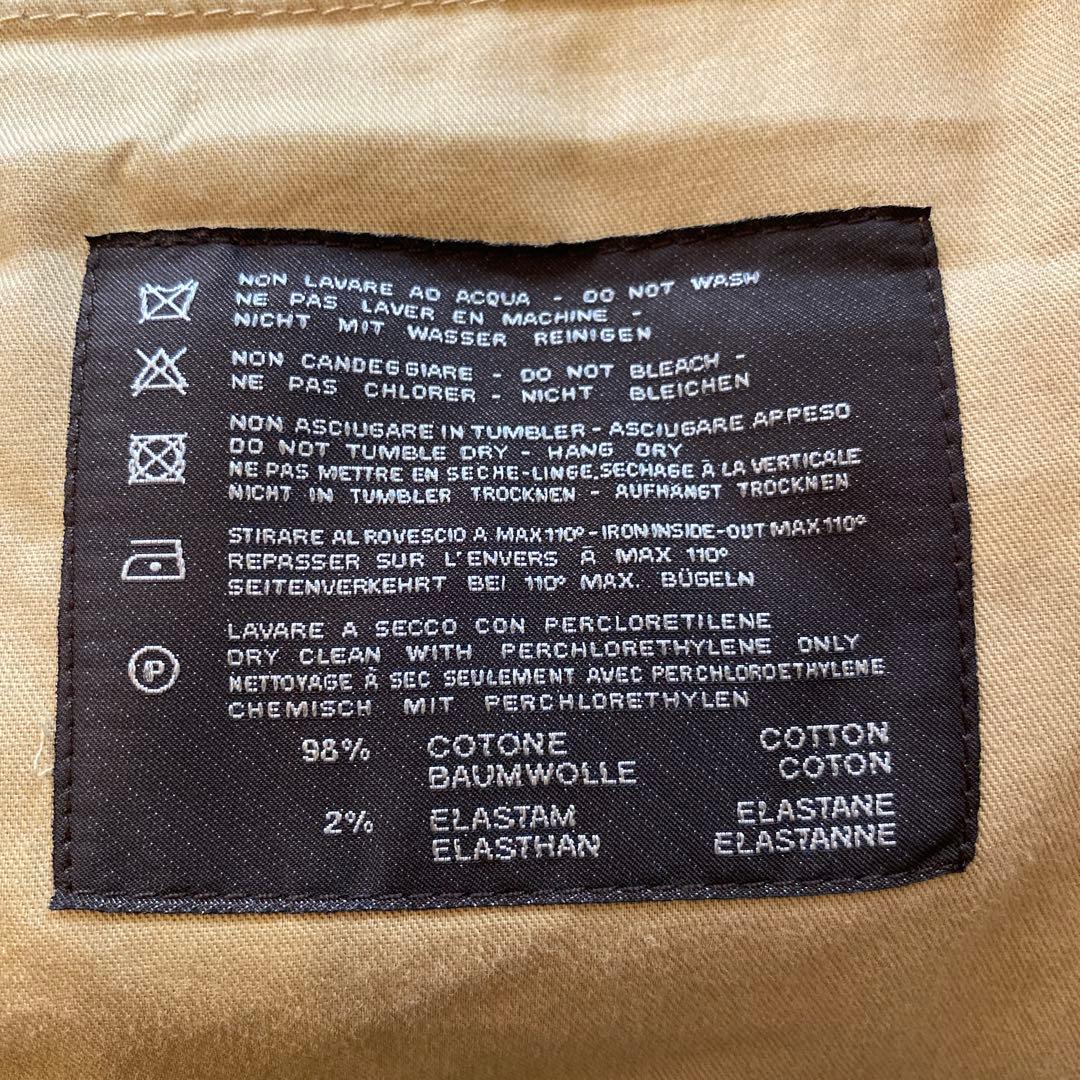 NON LAVARE AD ACQUA - DO NOT WASH
NE PAS LAVER EN MACHINE -
NICHT MIT WASSER REINIGEN
NON CANDEGGIARE - DO NOT BLEACH -
NE PAS CHLORER - NICHT BLEICHEN
NON ASCIUGARE IN TUMBLER - ASCIUGARE APPESO
DO NOT TUMBLE DRY - HANG DRY
NE PAS METTRE EN SECHE-LINGE.SECHAGE À LA VERTICALE
NICHT IN TUMBLER TROCKNEN - AUFHÄNGT TROCKNEN
STIRARE AL ROVESCIO A MAX 110° - IRON INSIDE-OUT MAX 110°
REPASSER SUR L'ENVERS À MAX 110°
SEITENVERKEHRT BEI 110° MAX. BÜGELN
LAVARE A SECCO CON PERCLORETILENE
P DRY CLEAN WITH PERCHLORETHYLENE ONLY
NETTOYAGE À SEC SEULEMENT AVEC PERCHLOROETHYLENE
CHEMISCH MIT PERCHLORETHYLEN
98% COTONE COTTON
BAUMWOLLE COTON
2% ELASTAM ELASTANE
ELASTHAN ELASTANNE